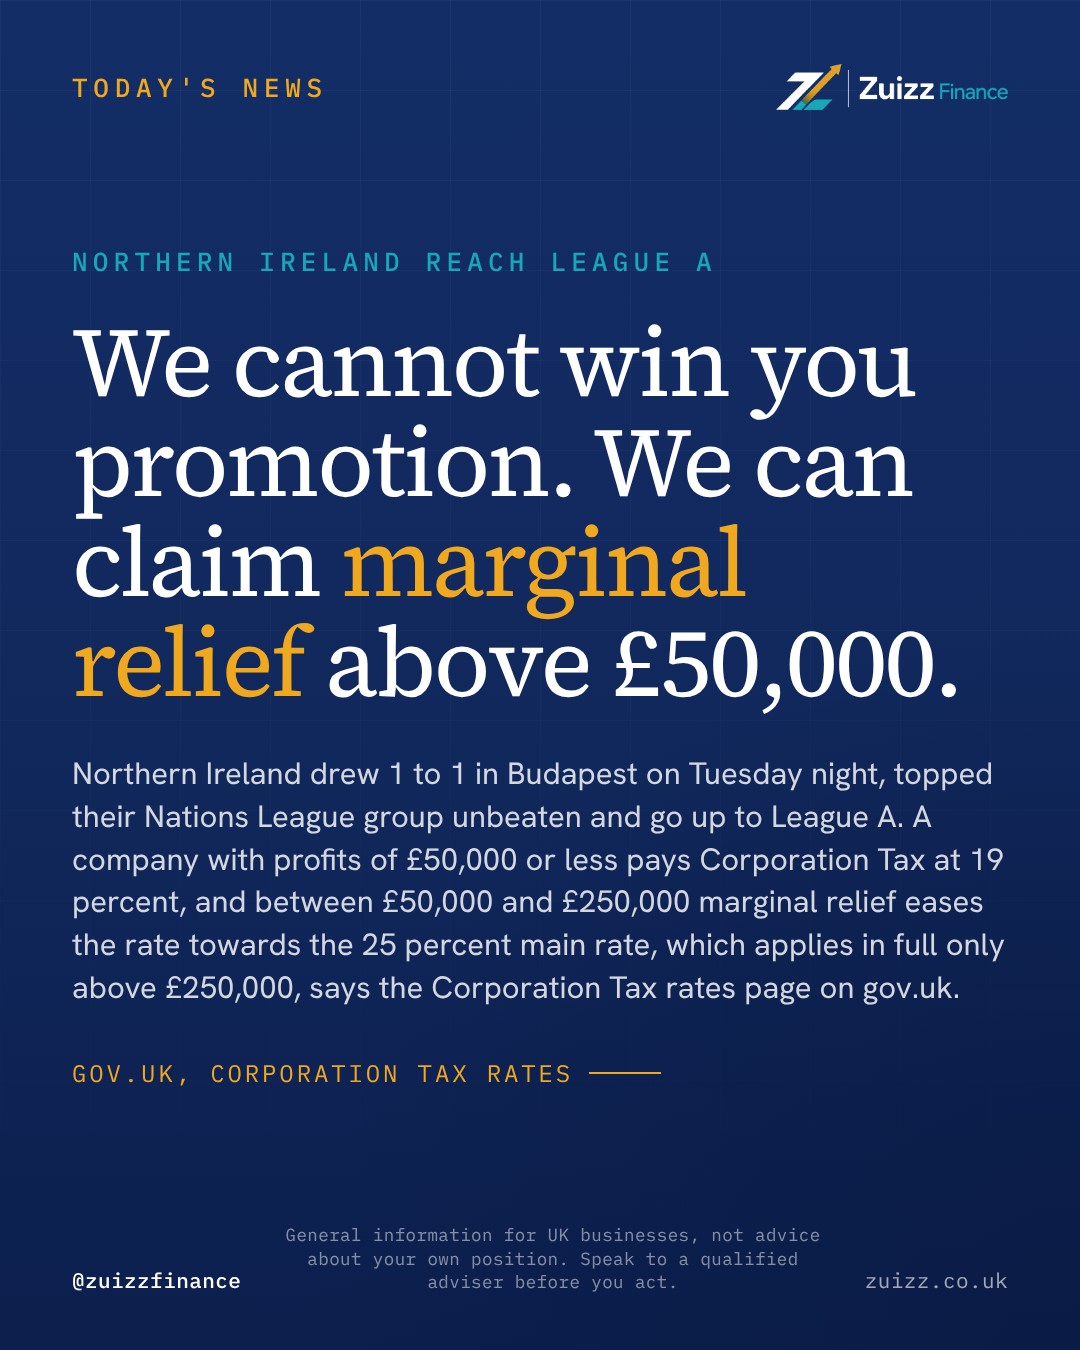 TODAY'S NEWS
Zuizz Finance
NORTHERN IRELAND REACH LEAGUE A
We cannot win you
promotion. We can
claim marginal
relief above £50,000.
Northern Ireland drew 1 to 1 in Budapest on Tuesday night, topped
their Nations League group unbeaten and go up to League A. A
company with profits of £50,000 or less pays Corporation Tax at 19
percent, and between £50,000 and £250,000 marginal relief eases
the rate towards the 25 percent main rate, which applies in full only
above £250,000, says the Corporation Tax rates page on gov.uk.
GOV.UK, CORPORATION TAX RATES
General information for UK businesses, not advice
about your own position. Speak to a qualified
adviser before you act.
@zuizzfinance
zuizz.co.uk